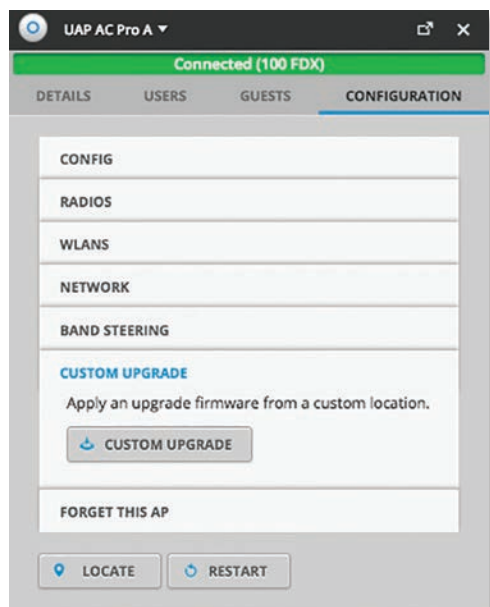 UAP AC Pro A
Connected (100 FDX)
DETAILS USERS GUESTS CONFIGURATION
CONFIG
RADIOS
WLANS
NETWORK
BAND STEERING
CUSTOM UPGRADE
Apply an upgrade firmware from a custom location.
CUSTOM UPGRADE
FORGET THIS AP
LOCATE RESTART